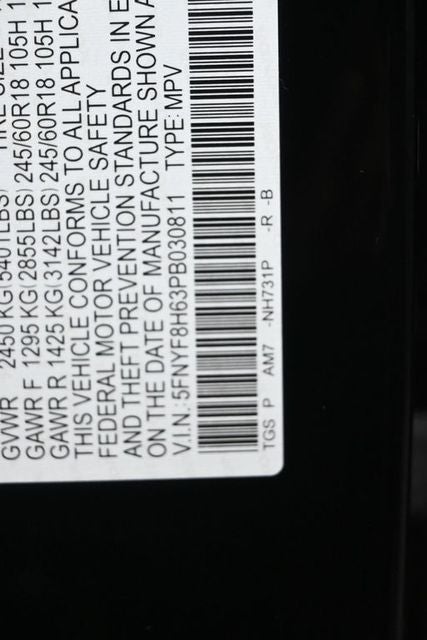 GVWR 2450 KG(5401LBS) TIRE SIZE
GAWR F 1295 KG(2855LBS) 245/60R18 105H
GAWR R 1425 KG(3142LBS) 245/60R18 105H
THIS VEHICLE CONFORMS TO ALL APPLICA
FEDERAL MOTOR VEHICLE SAFETY
AND THEFT PREVENTION STANDARDS IN E
ON THE DATE OF MANUFACTURE SHOWN A
V.I.N.:5FNYF8H63PB030811 TYPE:MPV
TGS P AM7 -NH731P -R -B